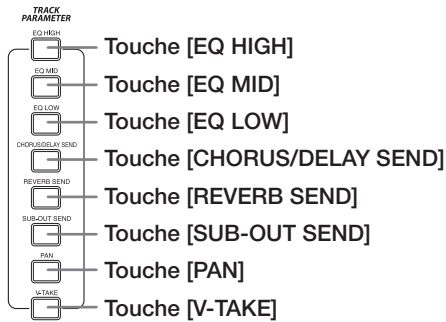 TRACK
PARAMETER
EQ HIGH
Touche [EQ HIGH]
EQ MID
Touche [EQ MID]
EQ LOW
Touche [EQ LOW]
CHORUS/DELAY SEND
Touche [CHORUS/DELAY SEND]
REVERB SEND
Touche [REVERB SEND]
SUB-OUT SEND
Touche [SUB-OUT SEND]
PAN
Touche [PAN]
V-TAKE
Touche [V-TAKE]